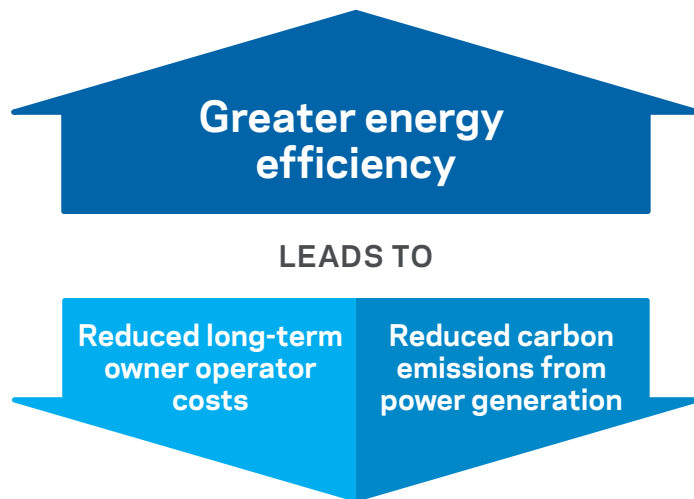 Greater energy
efficiency
LEADS TO
Reduced long-term
owner operator
costs
Reduced carbon
emissions from
power generation